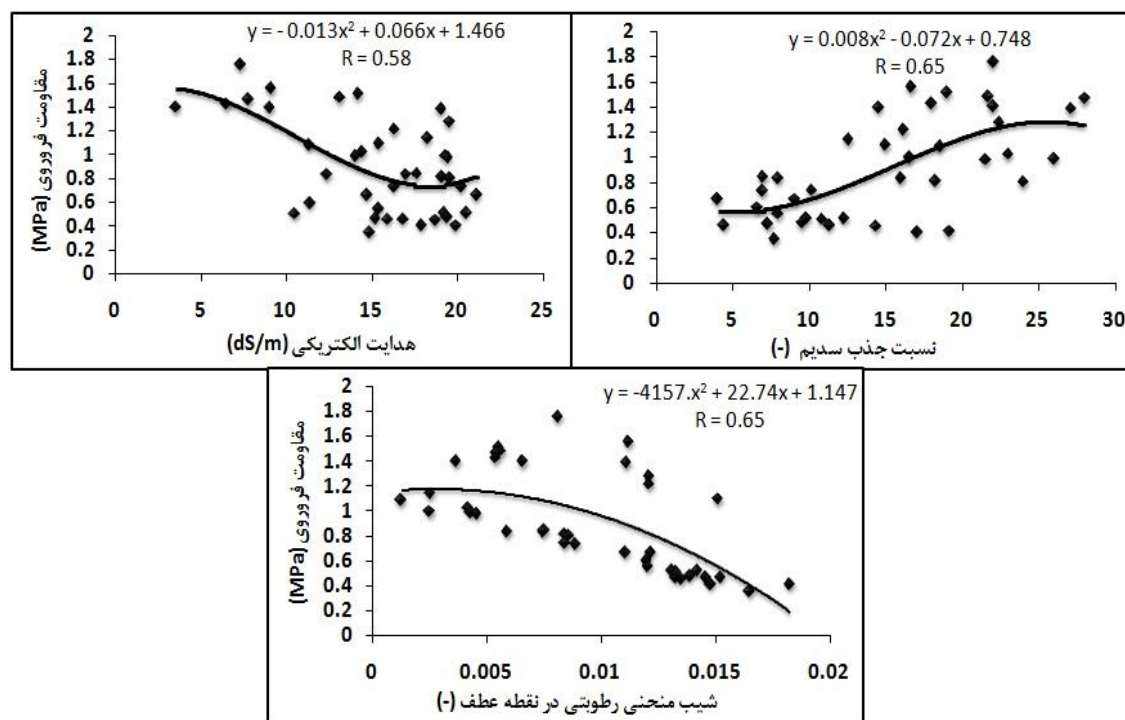 y = - 0.013x² + 0.066x + 1.466
R = 0.58
مقاومت فروروی (MPa)
2
1.8
1.6
1.4
1.2
1
0.8
0.6
0.4
0.2
0
0 5 10 15 20 25
هدایت الکتریکی (dS/m)
y = 0.008x² - 0.072x + 0.748
R = 0.65
2
1.8
1.6
1.4
1.2
1
0.8
0.6
0.4
0.2
0
0 5 10 15 20 25 30
نسبت جذب سدیم (-)
y = -4157.x² + 22.74x + 1.147
R = 0.65
مقاومت فروروی (MPa)
2
1.8
1.6
1.4
1.2
1
0.8
0.6
0.4
0.2
0
0 0.005 0.01 0.015 0.02
شیب منحنی رطوبتی در نقطه عطف (-)